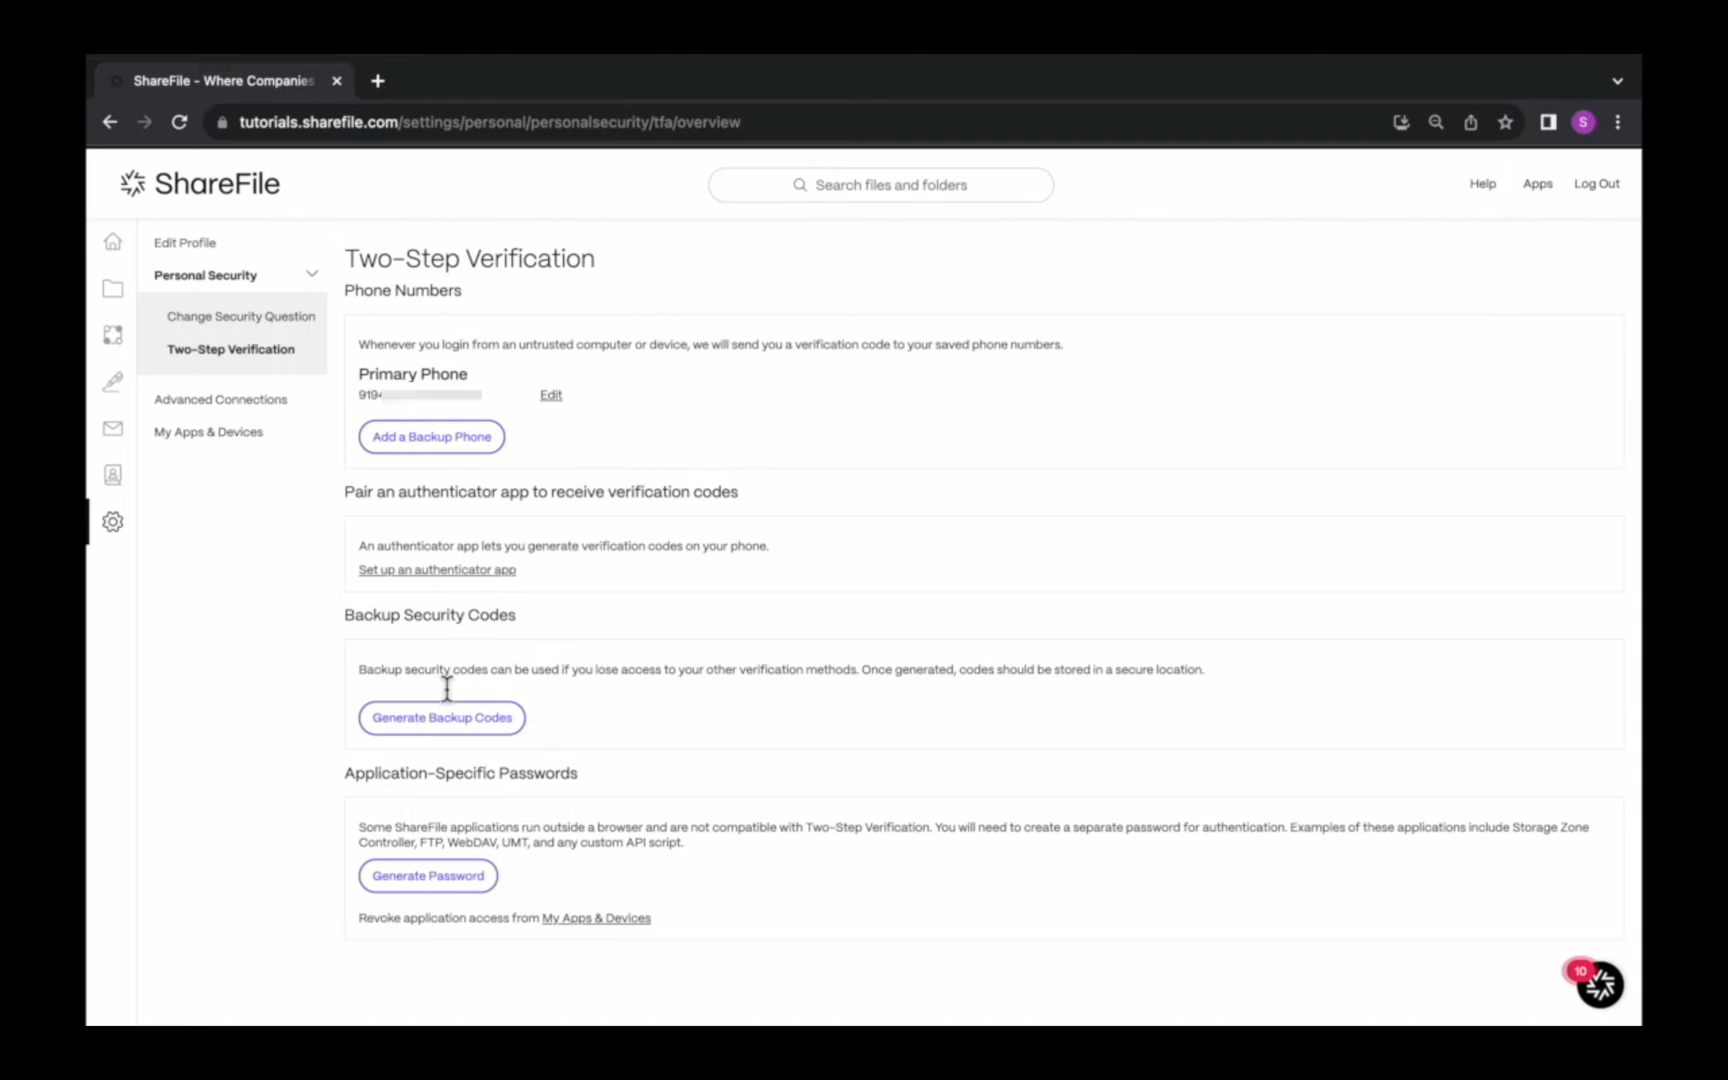 ShareFile - Where Companies
tutorials.sharefile.com/settings/personal/personalsecurity/tfa/overview
S
ShareFile
Search files and folders
Help
Apps
Log Out
Edit Profile
Personal Security
Change Security Question
Two-Step Verification
Advanced Connections
My Apps & Devices
Two-Step Verification
Phone Numbers
Whenever you login from an untrusted computer or device, we will send you a verification code to your saved phone numbers.
Primary Phone
919
Edit
Add a Backup Phone
Pair an authenticator app to receive verification codes
An authenticator app lets you generate verification codes on your phone.
Set up an authenticator app
Backup Security Codes
Backup security codes can be used if you lose access to your other verification methods. Once generated, codes should be stored in a secure location.
Generate Backup Codes
Application-Specific Passwords
Some ShareFile applications run outside a browser and are not compatible with Two-Step Verification. You will need to create a separate password for authentication. Examples of these applications include Storage Zone
Controller, FTP, WebDAV, UMT, and any custom API script.
Generate Password
Revoke application access from My Apps & Devices
10